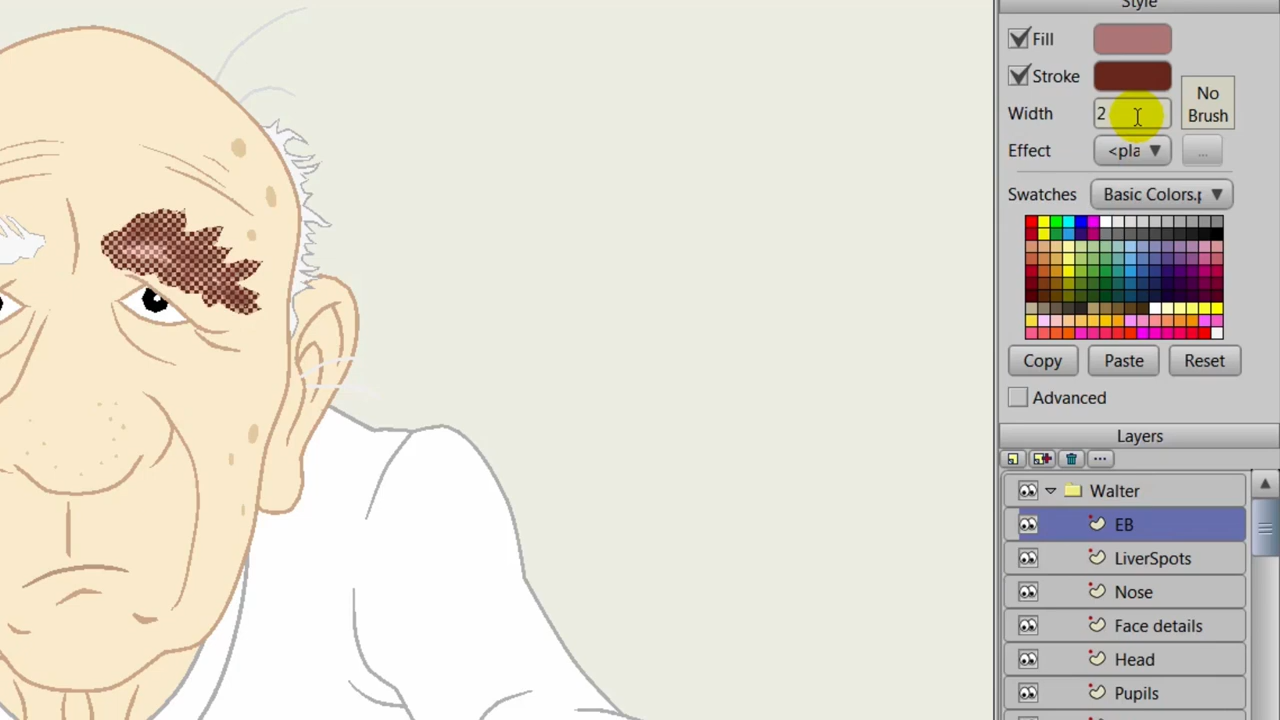 Style
Fill
Stroke
No
Brush
Width
2
Effect
<pla
...
Swatches
Basic Colors.p
Copy
Paste
Reset
Advanced
Layers
Walter
EB
LiverSpots
Nose
Face details
Head
Pupils